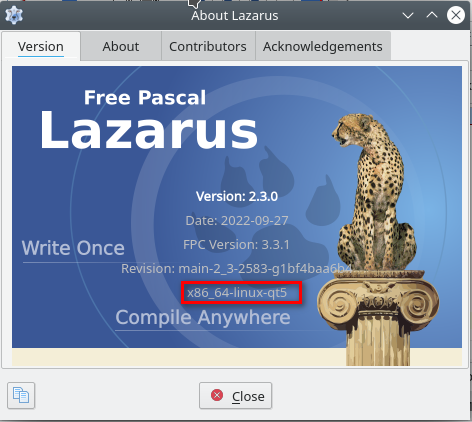 About Lazarus
Version About Contributors Acknowledgements
Free Pascal
Lazarus
Version: 2.3.0
Date: 2022-09-27
FPC Version: 3.3.1
Write Once
Revision: main-2_3-2583-g1bf4baa6b4
x86_64-linux-qt5
Compile Anywhere
Close